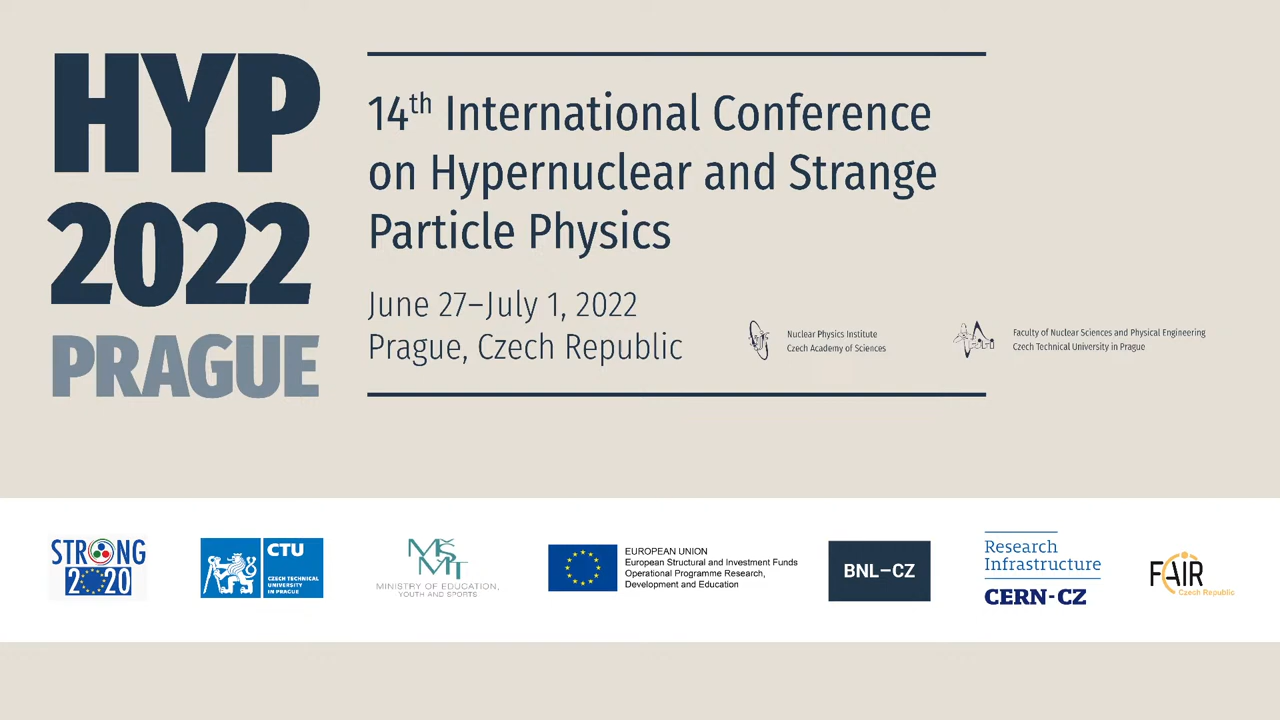 HYP
2022
PRAGUE
14th International Conference
on Hypernuclear and Strange
Particle Physics
June 27–July 1, 2022
Prague, Czech Republic
Nuclear Physics Institute
Czech Academy of Sciences
Faculty of Nuclear Sciences and Physical Engineering
Czech Technical University in Prague
STRONG
2020
CTU
CZECH TECHNICAL
UNIVERSITY
IN PRAGUE
MŠMT
MINISTRY OF EDUCATION,
YOUTH AND SPORTS
EUROPEAN UNION
European Structural and Investment Funds
Operational Programme Research,
Development and Education
BNL–CZ
Research
Infrastructure
CERN-CZ
FAIR
Czech Republic